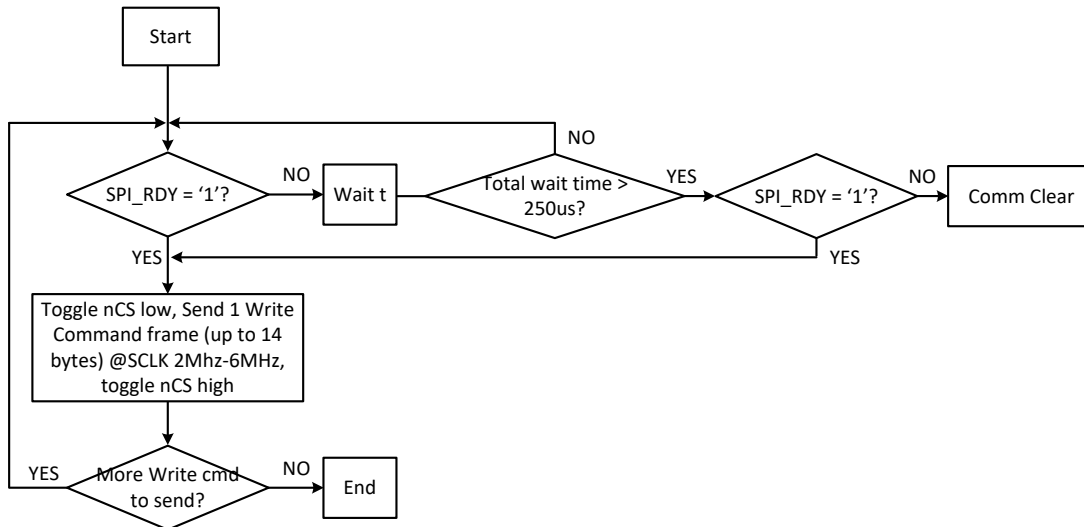 Start
NO
SPI_RDY = ‘1’?
NO
Wait t
Total wait time >
250us?
YES
SPI_RDY = ‘1’?
NO
Comm Clear
YES
YES
Toggle nCS low, Send 1 Write
Command frame (up to 14
bytes) @SCLK 2Mhz-6MHz,
toggle nCS high
YES
More Write cmd
to send?
NO
End